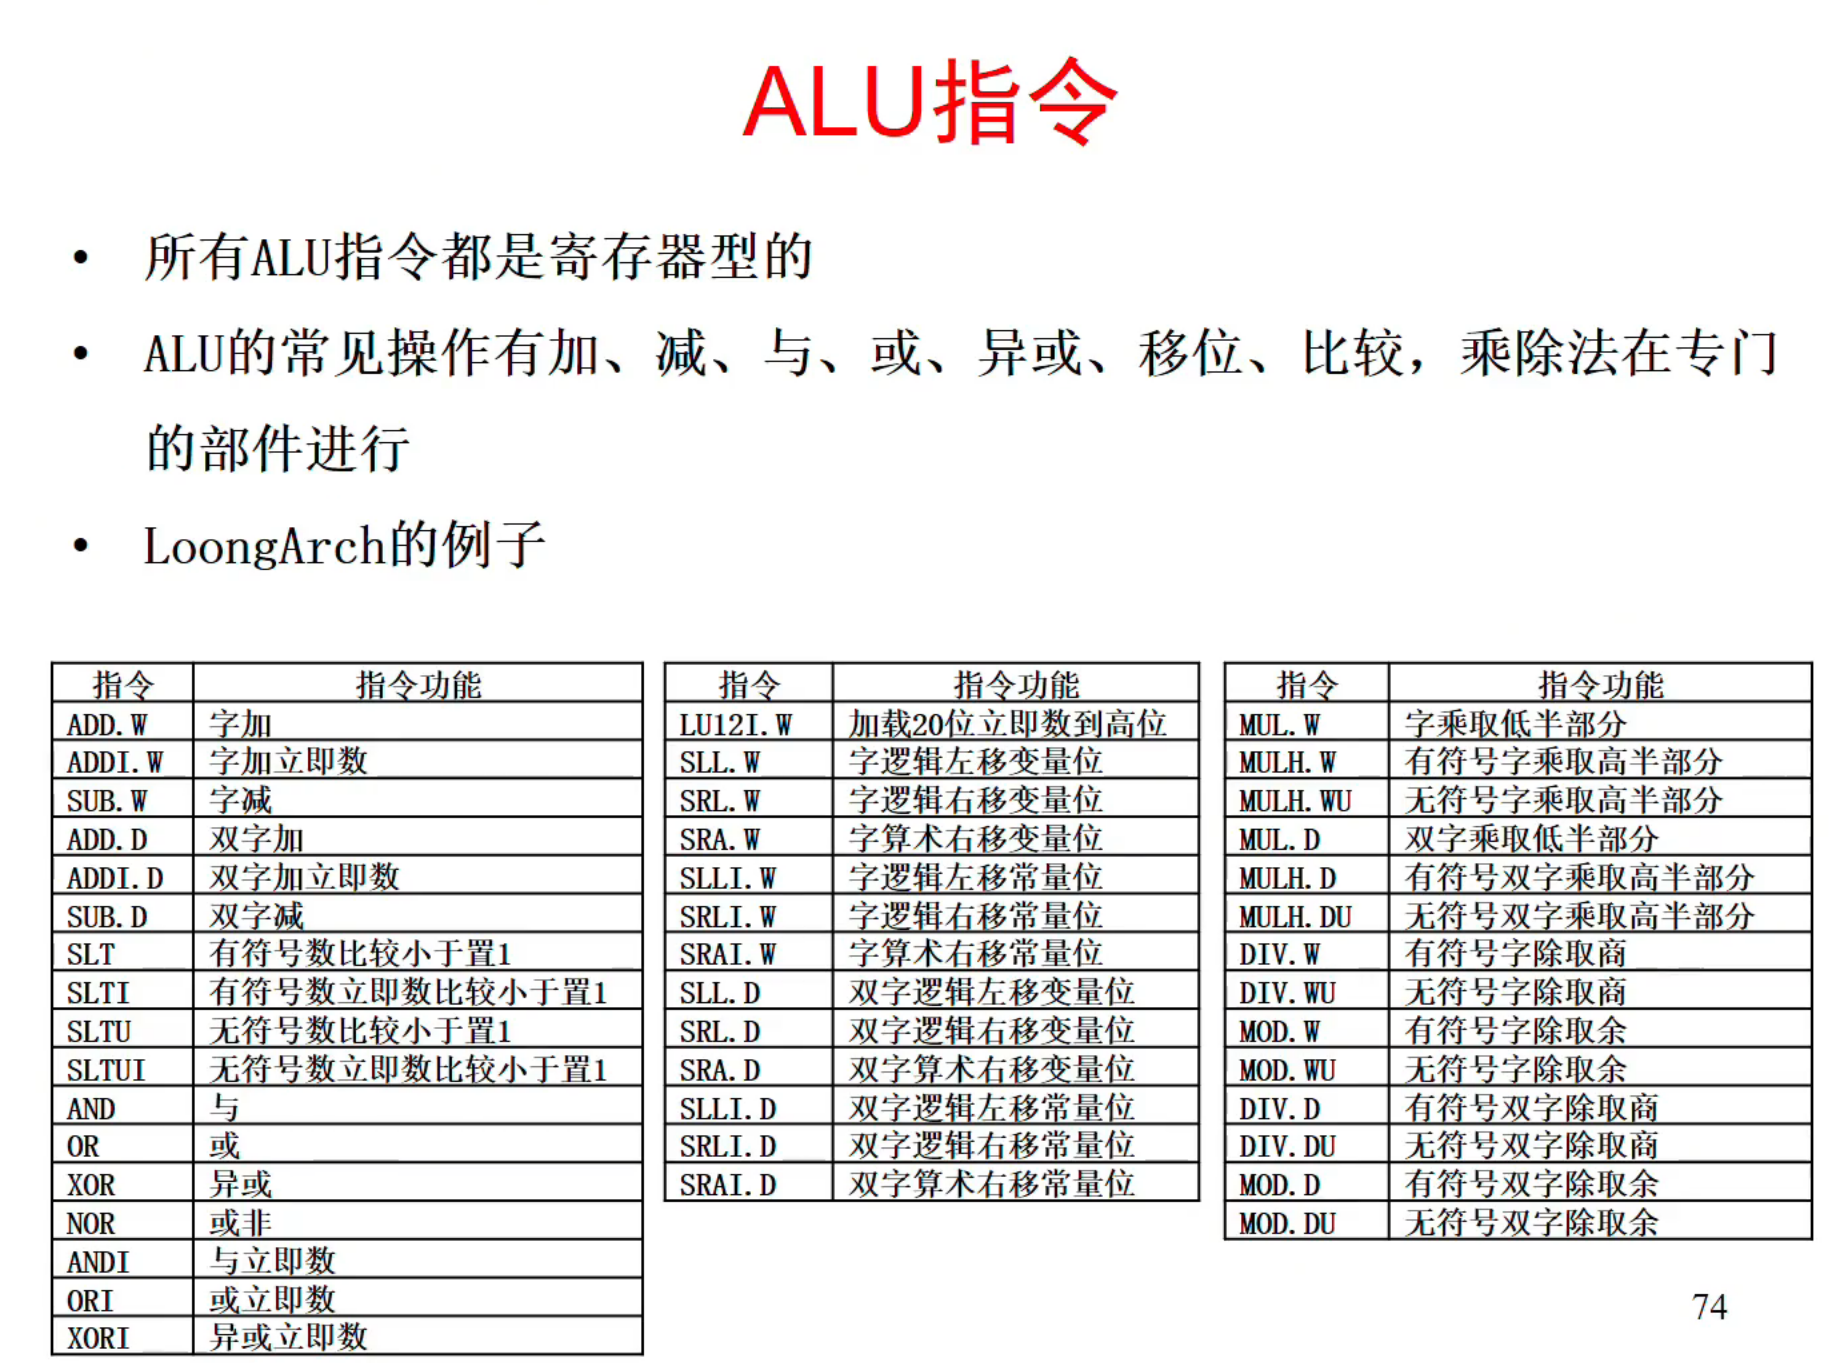 ALU指令
• 所有ALU指令都是寄存器型的
• ALU的常见操作有加、减、与、或、异或、移位、比较，乘除法在专门
的部件进行
• LoongArch的例子
指令 指令功能
ADD.W 字加
ADDI.W 字加立即数
SUB.W 字减
ADD.D 双字加
ADDI.D 双字加立即数
SUB.D 双字减
SLT 有符号数比较小于置1
SLTI 有符号数立即数比较小于置1
SLTU 无符号数比较小于置1
SLTUI 无符号数立即数比较小于置1
AND 与
OR 或
XOR 异或
NOR 或非
ANDI 与立即数
ORI 或立即数
XORI 异或立即数
指令 指令功能
LU12I.W 加载20位立即数到高位
SLL.W 字逻辑左移变量位
SRL.W 字逻辑右移变量位
SRA.W 字算术右移变量位
SLLI.W 字逻辑左移常量位
SRLI.W 字逻辑右移常量位
SRAI.W 字算术右移常量位
SLL.D 双字逻辑左移变量位
SRL.D 双字逻辑右移变量位
SRA.D 双字算术右移变量位
SLLI.D 双字逻辑左移常量位
SRLI.D 双字逻辑右移常量位
SRAI.D 双字算术右移常量位
指令 指令功能
MUL.W 字乘取低半部分
MULH.W 有符号字乘取高半部分
MULH.WU 无符号字乘取高半部分
MUL.D 双字乘取低半部分
MULH.D 有符号双字乘取高半部分
MULH.DU 无符号双字乘取高半部分
DIV.W 有符号字除取商
DIV.WU 无符号字除取商
MOD.W 有符号字除取余
MOD.WU 无符号字除取余
DIV.D 有符号双字除取商
DIV.DU 无符号双字除取商
MOD.D 有符号双字除取余
MOD.DU 无符号双字除取余
74